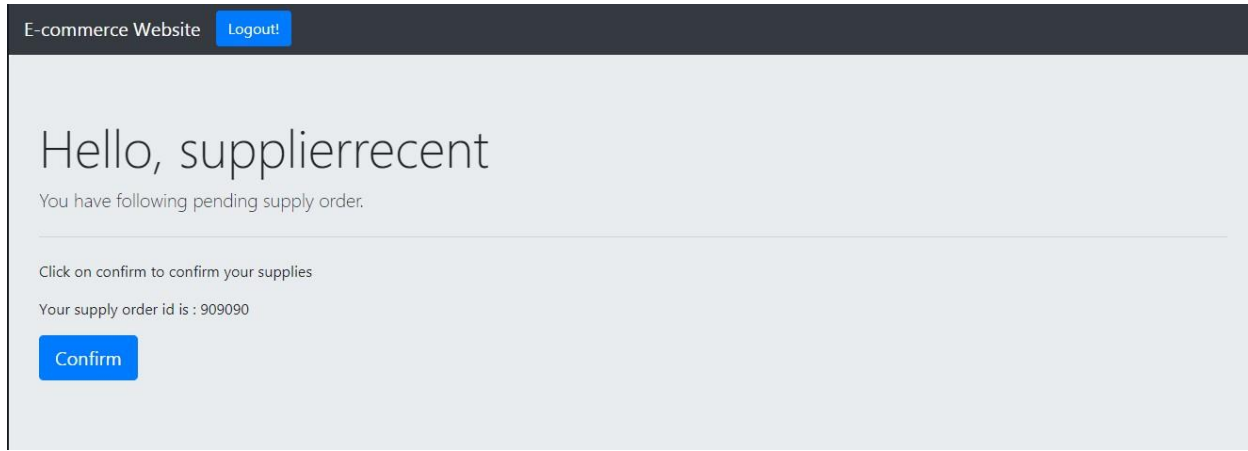 E-commerce Website Logout!
Hello, supplierrecent
You have following pending supply order.
Click on confirm to confirm your supplies
Your supply order id is : 909090
Confirm